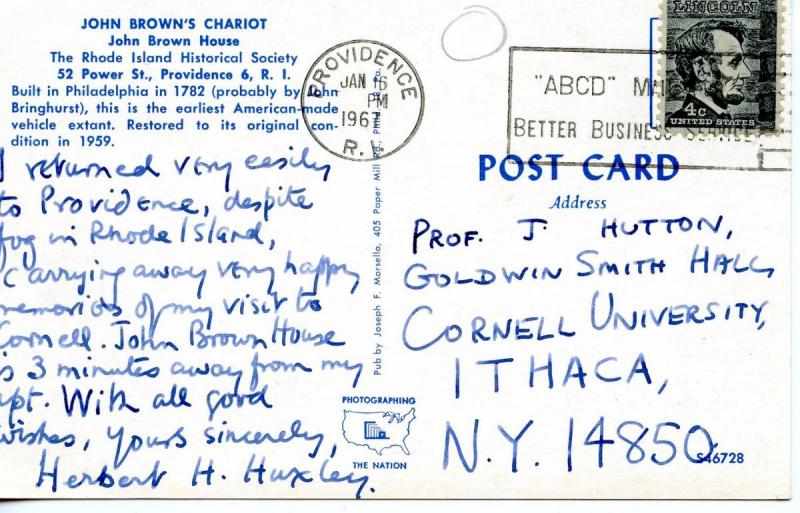 JOHN BROWN'S CHARIOT
John Brown House
The Rhode Island Historical Society
52 Power St., Providence 6, R. I.
Built in Philadelphia in 1782 (probably by John
Bringhurst), this is the earliest American-made
vehicle extant. Restored to its original con-
dition in 1959.
I returned very easily
to Providence, despite
fog in Rhode Island,
carrying away very happy
memories of my visit to
Cornell. John Brown House
is 3 minutes away from my
apt. With all good
wishes, yours sincerely,
Herbert H. Huxley.
PROVIDENCE
JAN 16
PM
1967
R. I.
Pub by Joseph F. Morsello, 405 Paper Mill Rd.
"ABCD"
BETTER BUSINESS SERVICE
LINCOLN
4c
UNITED STATES
POST CARD
Address
PROF. J. HUTTON,
GOLDWIN SMITH HALL,
CORNELL UNIVERSITY,
ITHACA,
N.Y. 14850
PHOTOGRAPHING
THE NATION
S46728